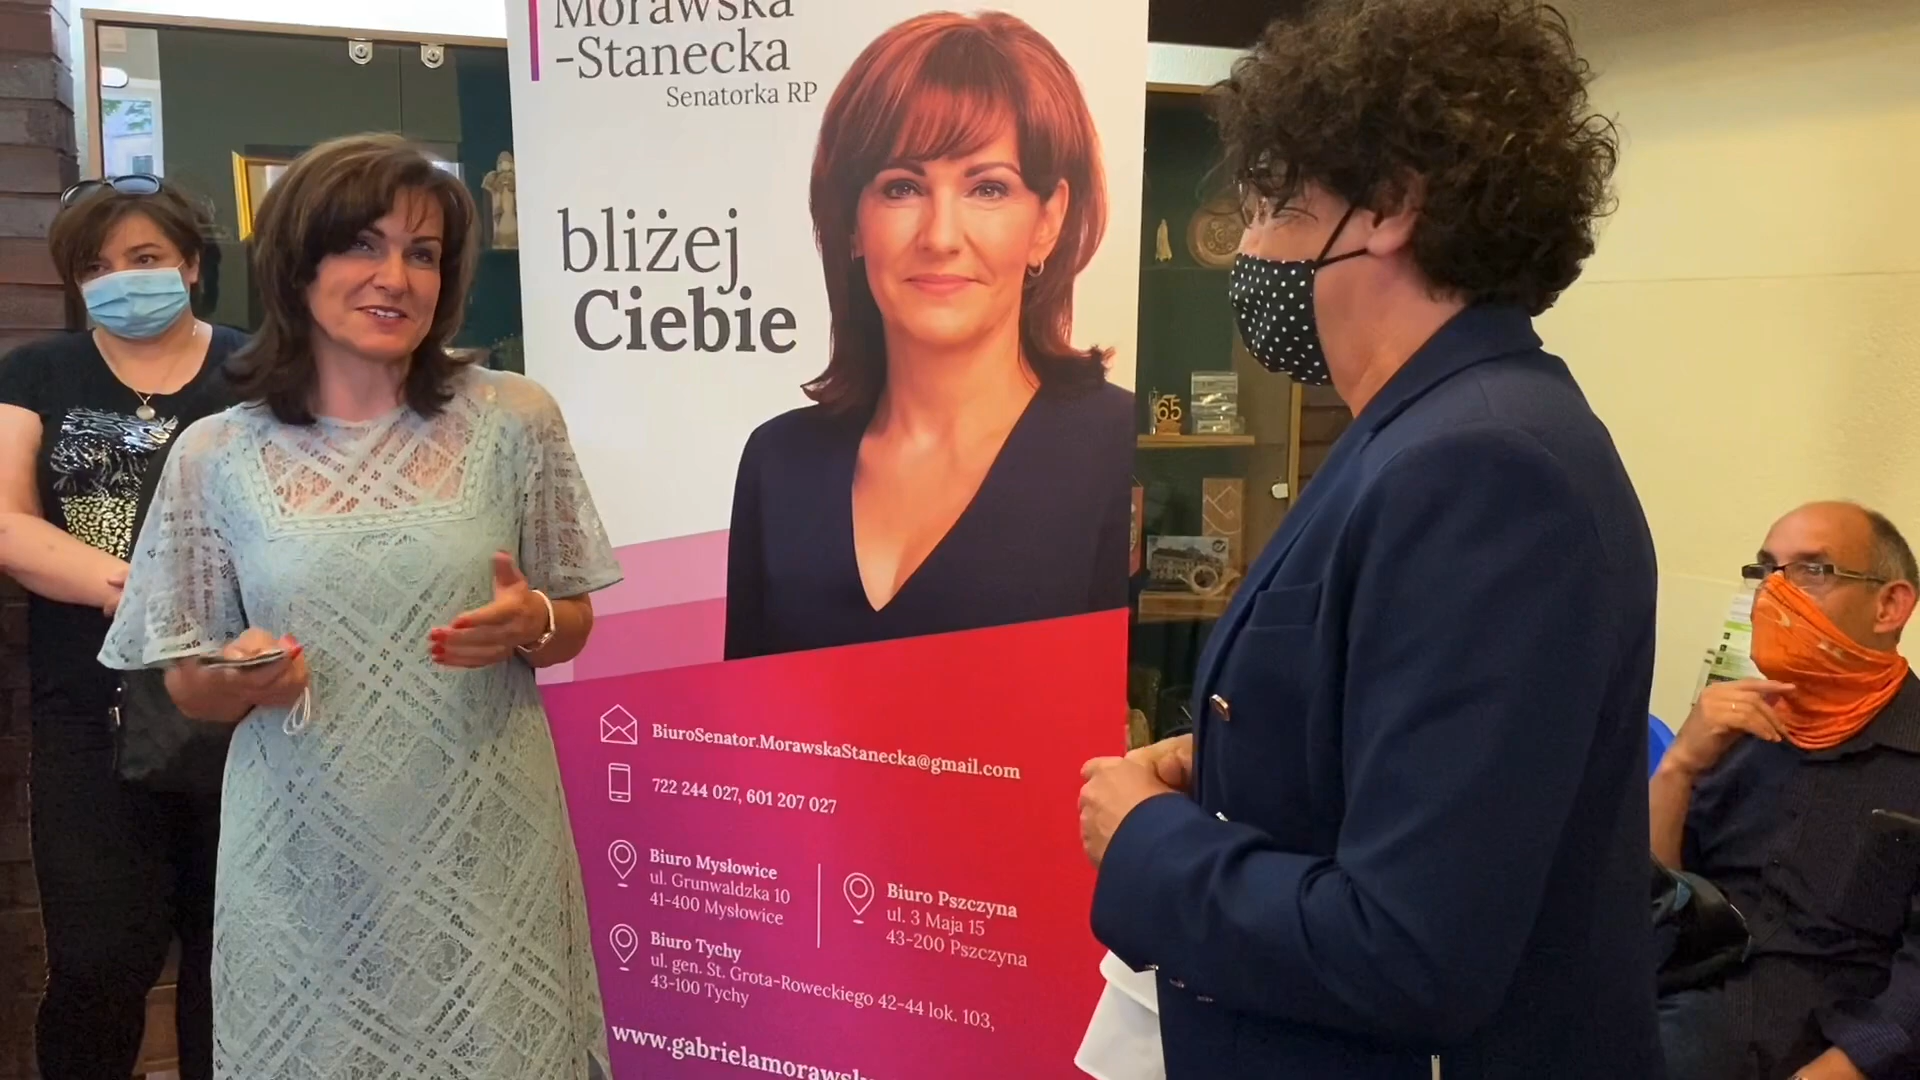 Morawska
-Stanecka
Senatorka RP
bliżej
Ciebie
65
BiuroSenator.MorawskaStanecka@gmail.com
722 244 027, 601 207 027
Biuro Mysłowice
ul. Grunwaldzka 10
41-400 Mysłowice
Biuro Pszczyna
ul. 3 Maja 15
43-200 Pszczyna
Biuro Tychy
ul. gen. St. Grota-Roweckiego 42-44 lok. 103,
43-100 Tychy
www.gabrielamorawsk